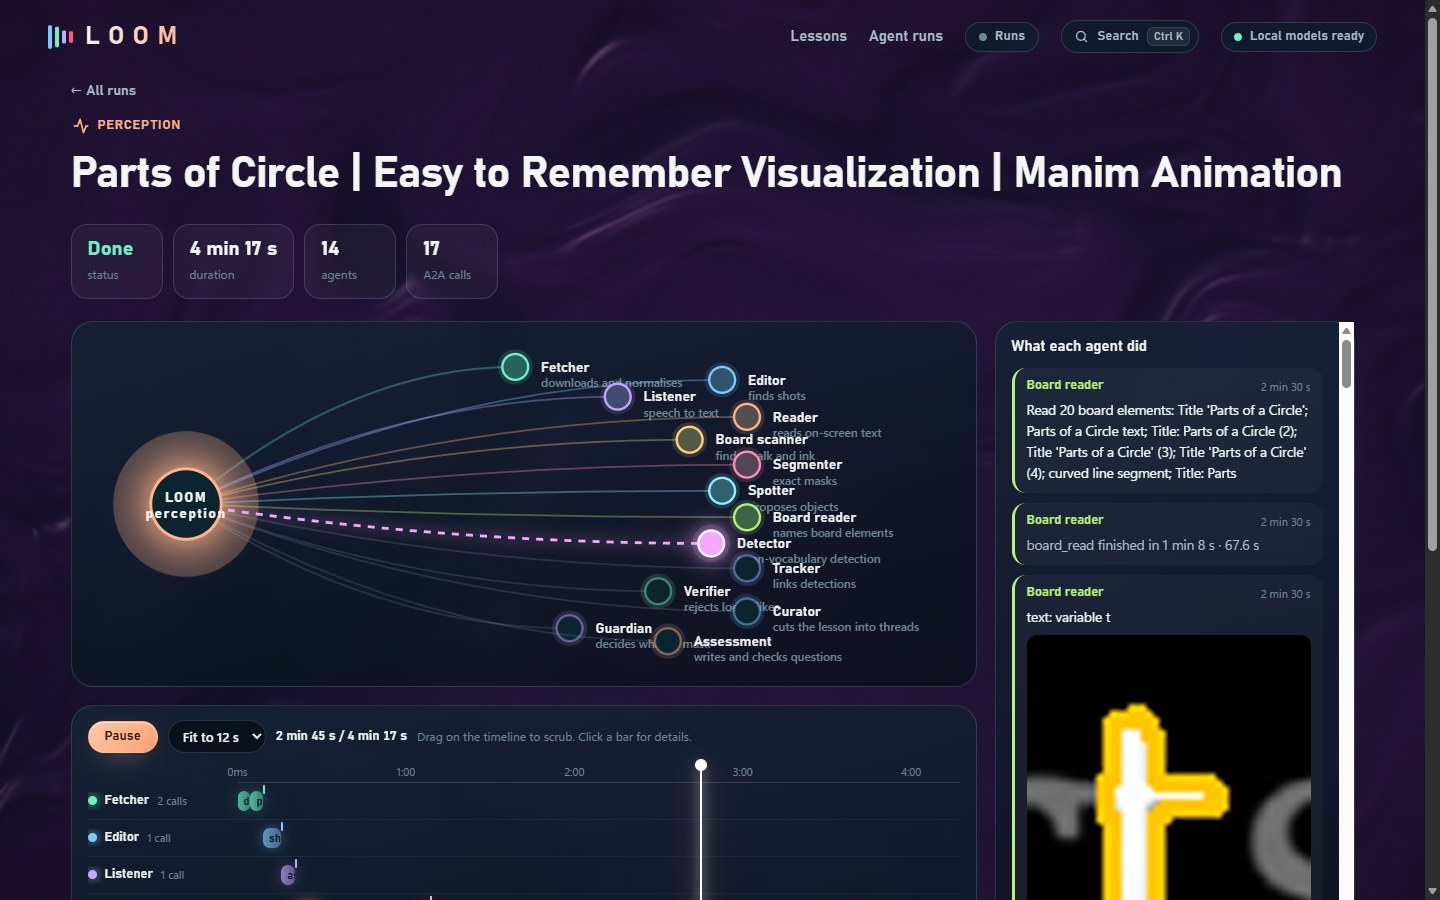 LOOM
Lessons
Agent runs
Runs
Search
Ctrl K
Local models ready
← All runs
PERCEPTION
Parts of Circle | Easy to Remember Visualization | Manim Animation
Done
status
4 min 17 s
duration
14
agents
17
A2A calls
LOOM
perception
Fetcher
downloads and normalises
Listener
speech to text
Editor
finds shots
Reader
reads on-screen text
Board scanner
Segmenter
exact masks
Spotter
Board reader
names board elements
Detector
Tracker
links detections
Verifier
Curator
cuts the lesson into threads
Guardian
Assessment
writes and checks questions
What each agent did
Board reader
2 min 30 s
Read 20 board elements: Title 'Parts of a Circle';
Parts of a Circle text; Title: Parts of a Circle (2);
Title 'Parts of a Circle' (3); Title 'Parts of a Circle'
(4); curved line segment; Title: Parts
Board reader
2 min 30 s
board_read finished in 1 min 8 s · 67.6 s
Board reader
2 min 30 s
text: variable t
t
Pause
Fit to 12 s
2 min 45 s / 4 min 17 s
Drag on the timeline to scrub. Click a bar for details.
0ms
1:00
2:00
3:00
4:00
Fetcher 2 calls
d
p
Editor 1 call
sh
Listener 1 call
a